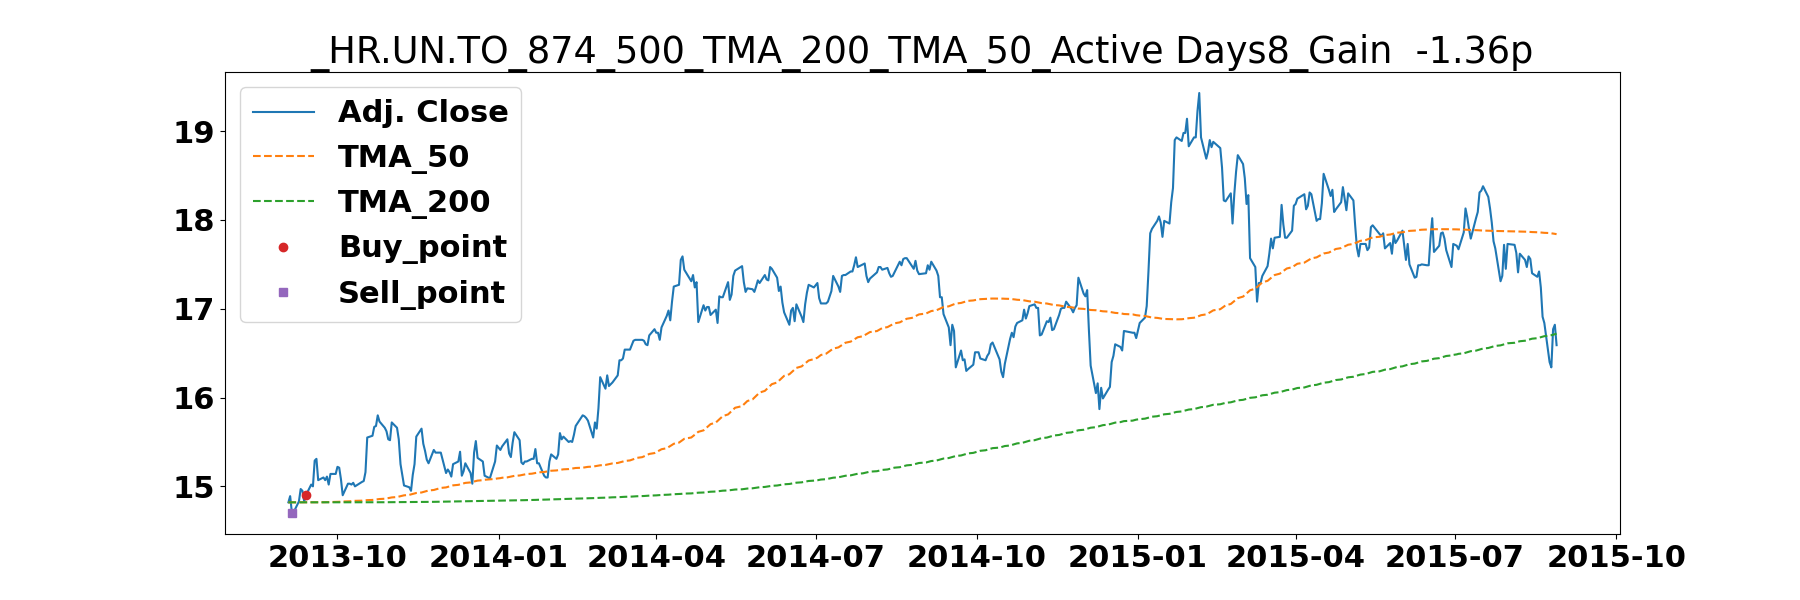 _HR.UN.TO_874_500_TMA_200_TMA_50_Active Days8_Gain  -1.36p
Adj. Close
TMA_50
TMA_200
Buy_point
Sell_point
19
18
17
16
15
2013-10 2014-01 2014-04 2014-07 2014-10 2015-01 2015-04 2015-07 2015-10